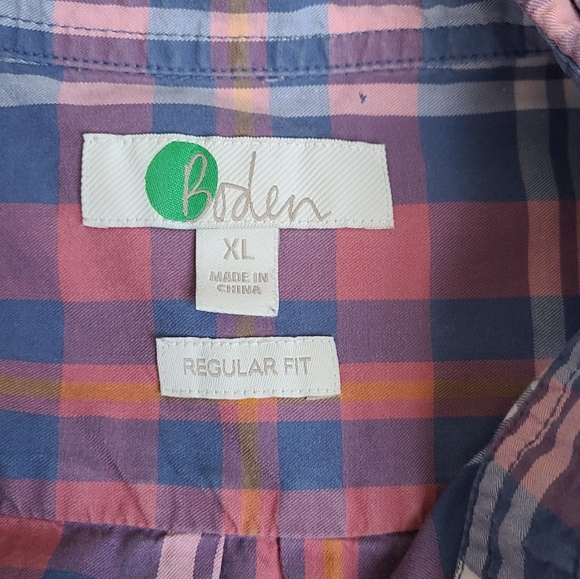 Boden
XL
MADE IN
CHINA
REGULAR FIT